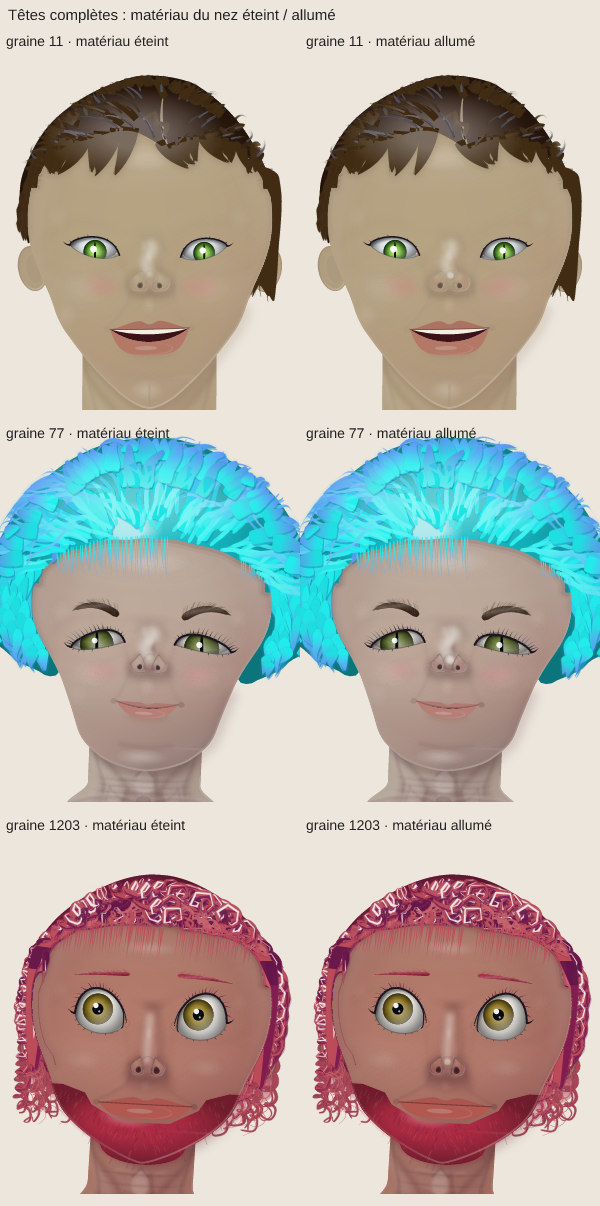 Têtes complètes : matériau du nez éteint / allumé
graine 11 · matériau éteint
graine 11 · matériau allumé
graine 77 · matériau éteint
graine 77 · matériau allumé
graine 1203 · matériau éteint
graine 1203 · matériau allumé